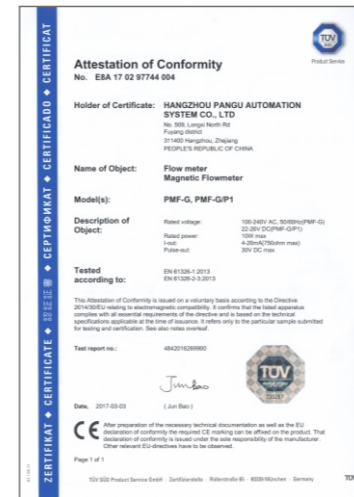 TÜV
Product Service
Attestation of
Conformity
No. E8A 17 02 97744 004
Holder of Certificate: HANGZHOU PANGU AUTOMATION
SYSTEM CO., LTD
No. 508, Longxi North Rd
Fuyang district
311400 Hangzhou, Zhejiang
PEOPLE'S REPUBLIC OF CHINA
Name of Object: Flow meter
Magnetic Flowmeter
Model(s): PMF-G, PMF-G/P1
Description of
Object:
Rated voltage: 100-240V AC, 50/60Hz(PMF-G)
22-26V DC(PMF-G/P1)
Rated power: 10W max
I-out: 4-20mA(750ohm max)
Pulse-out: 30V DC max
Tested
according to:
EN 61326-1:2013
EN 61326-2-3:2013
This Attestation of Conformity is issued on a voluntary basis according to the Directive
2014/30/EU relating to electromagnetic compatibility. It confirms that the listed apparatus
complies with all essential requirements of the directive and is based on the technical
specifications applicable at the time of issuance. It refers only to the particular sample submitted
for testing and certification. See also notes overleaf.
Test report no.: 4842016269900
TÜV
Date, 2017-03-03
( Jun Bao )
CE After preparation of the necessary technical documentation as well as the EU
declaration of conformity the required CE marking can be affixed on the product. That
declaration of conformity is issued under the sole responsibility of the manufacturer.
Other relevant EU-directives have to be observed.
Page 1 of 1
TÜV SÜD Product Service GmbH · Zertifizierstelle · Ridlerstraße 65 · 80339 München · Germany
TÜV
ZERTIFIKAT ◆ CERTIFICATE ◆ ◆ СЕРТИФИКАТ ◆ CERTIFICADO ◆ CERTIFICAT